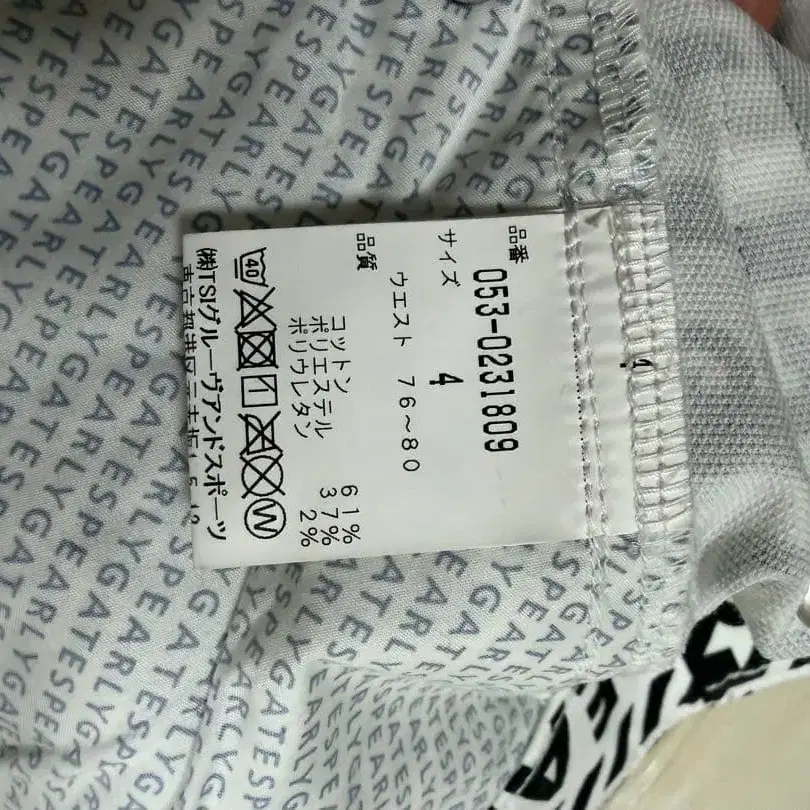 品番
053-0231809
サイズ
4
ウエスト 76~80
品質
コットン 61%
ポリエステル 37%
ポリウレタン 2%
40
W
㈱TSIグルーヴアンドスポーツ
PEARLYGATES